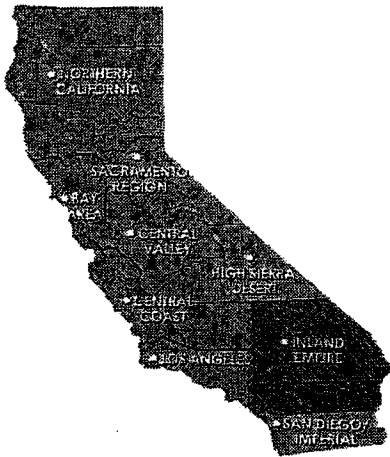 NORTHERN
CALIFORNIA
SACRAMENTO
REGION
BAY
AREA
CENTRAL
VALLEY
HIGH SIERRA
DESERT
CENTRAL
COAST
INLAND
EMPIRE
LOS ANGELES
SAN DIEGO/
IMPERIAL